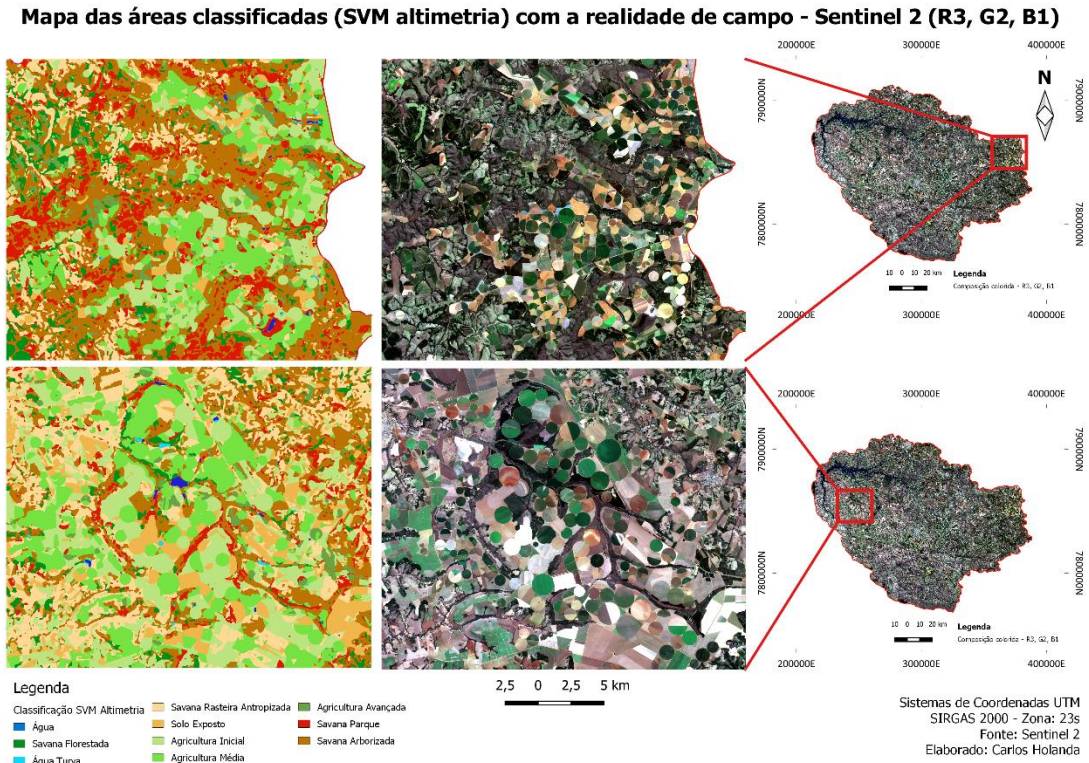 Mapa das áreas classificadas (SVM altimetria) com a realidade de campo - Sentinel 2 (R3, G2, B1)
200000E 300000E 400000E
7900000N 7900000N
N
7800000N 7800000N
10 0 10 20 km
Legenda
Composição colorida - R3, G2, B1
200000E 300000E 400000E
200000E 300000E 400000E
7900000N 7900000N
7800000N 7800000N
10 0 10 20 km
Legenda
Composição colorida - R3, G2, B1
200000E 300000E 400000E
2,5 0 2,5 5 km
Legenda
Classificação SVM Altimetria
Água
Savana Florestada
Água Turva
Savana Rasteira Antropizada
Solo Exposto
Agricultura Inicial
Agricultura Média
Agricultura Avançada
Savana Parque
Savana Arborizada
Sistemas de Coordenadas UTM
SIRGAS 2000 - Zona: 23s
Fonte: Sentinel 2
Elaborado: Carlos Holanda